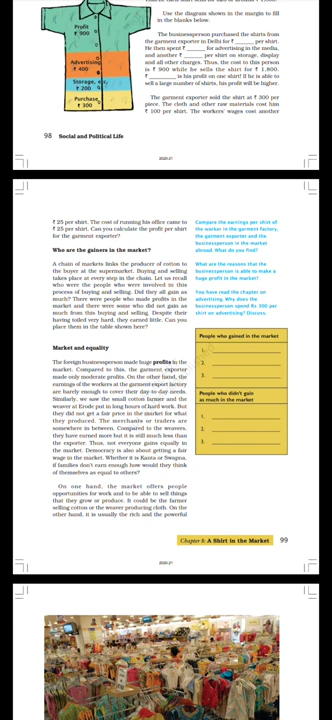 Use the diagram shown in the margin to fill
in the blanks below.
The businessperson purchased the shirts from
the garment exporter in Delhi for ₹ ______ per shirt.
He then spent ₹ ______ for advertising in the media,
and another ₹ ______ per shirt on storage, display
and all other charges. Thus, the cost to this person
is ₹ 900 while he sells the shirt for ₹ 1,800.
₹ ______ is his profit on one shirt! If he is able to
sell a large number of shirts, his profit will be higher.
The garment exporter sold the shirt at ₹ 300 per
piece. The cloth and other raw materials cost him
₹ 100 per shirt. The workers' wages cost another
Profit
₹ 900
Advertising
₹ 400
Storage, etc,
₹ 200
Purchase
₹ 300
98 Social and Political Life
2020-21
₹ 25 per shirt. The cost of running his office came to
₹ 25 per shirt. Can you calculate the profit per shirt
for the garment exporter?
Who are the gainers in the market?
A chain of markets links the producer of cotton to
the buyer at the supermarket. Buying and selling
takes place at every step in the chain. Let us recall
who were the people who were involved in this
process of buying and selling. Did they all gain as
much? There were people who made profits in the
market and there were some who did not gain as
much from this buying and selling. Despite their
having toiled very hard, they earned little. Can you
place them in the table shown here?
Market and equality
The foreign businessperson made huge profits in the
market. Compared to this, the garment exporter
made only moderate profits. On the other hand, the
earnings of the workers at the garment export factory
are barely enough to cover their day-to-day needs.
Similarly, we saw the small cotton farmer and the
weaver at Erode put in long hours of hard work. But
they did not get a fair price in the market for what
they produced. The merchants or traders are
somewhere in between. Compared to the weavers,
they have earned more but it is still much less than
the exporter. Thus, not everyone gains equally in
the market. Democracy is also about getting a fair
wage in the market. Whether it is Kanta or Swapna,
if families don't earn enough how would they think
of themselves as equal to others?
On one hand, the market offers people
opportunities for work and to be able to sell things
that they grow or produce. It could be the farmer
selling cotton or the weaver producing cloth. On the
other hand, it is usually the rich and the powerful
Compare the earnings per shirt of
the worker in the garment factory,
the garment exporter and the
businessperson in the market
abroad. What do you find?
What are the reasons that the
businessperson is able to make a
huge profit in the market?
You have read the chapter on
advertising. Why does the
businessperson spend Rs 300 per
shirt on advertising? Discuss.
People who gained in the market
1.
2.
3.
People who didn't gain
as much in the market
1.
2.
3.
Chapter 8: A Shirt in the Market 99
2020-21